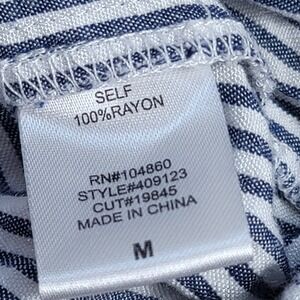 SELF
100%RAYON
RN#104860
STYLE#409123
CUT#19845
MADE IN CHINA
M